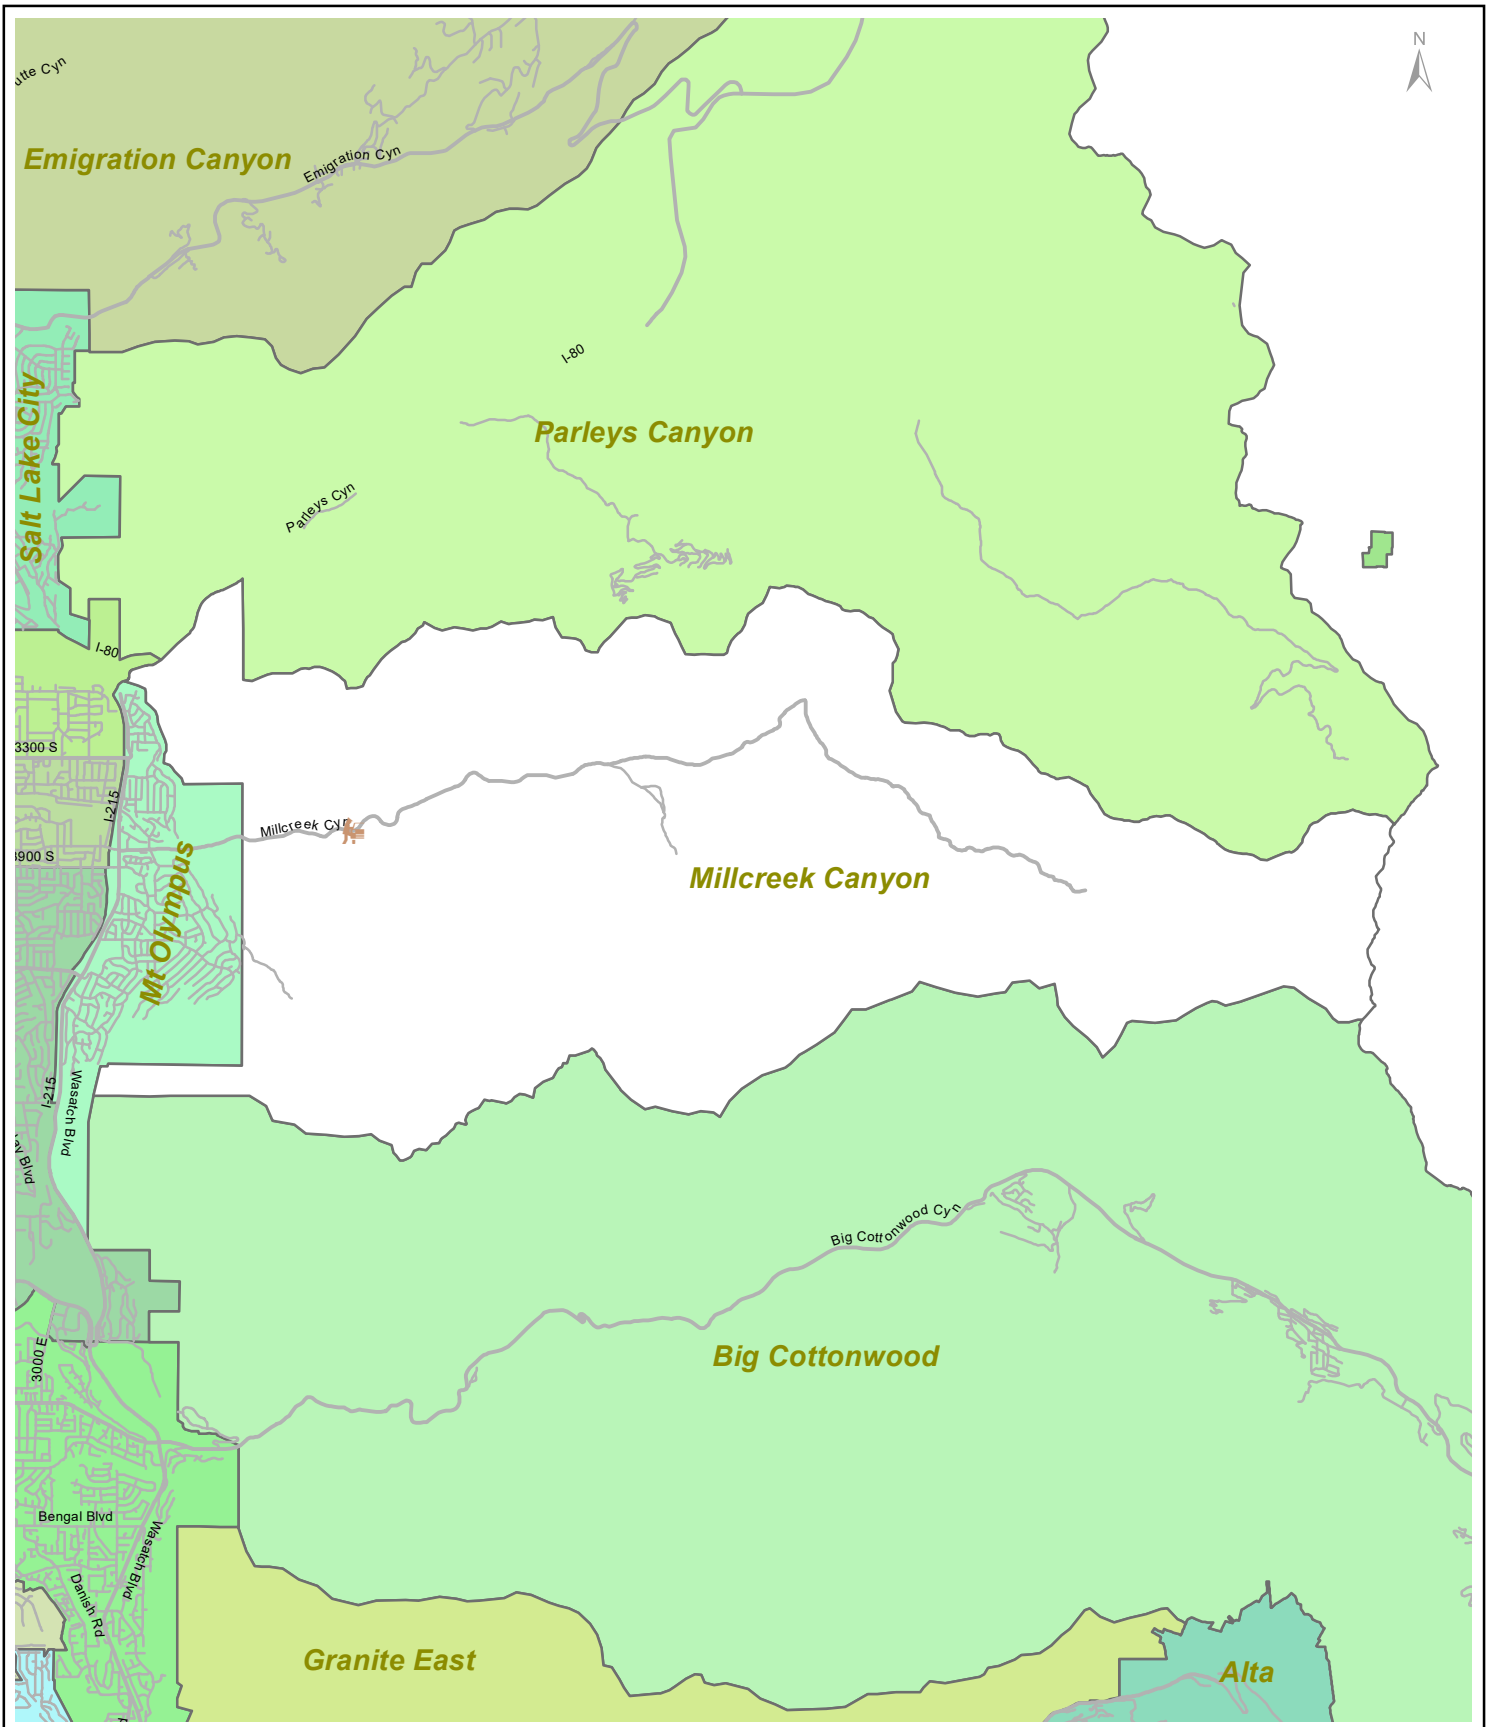 N
utte Cyn
Emigration Canyon
Emigration Cyn
I-80
Salt Lake City
Parleys Canyon
Parleys Cyn
I-80
3300 S
I-215
Millcreek Cyn
3900 S
Millcreek Canyon
Mt Olympus
I-215
Wasatch Blvd
ay Blvd
Big Cottonwood Cyn
3000 E
Big Cottonwood
Bengal Blvd
Wasatch Blvd
Danish Rd
Granite East
Alta